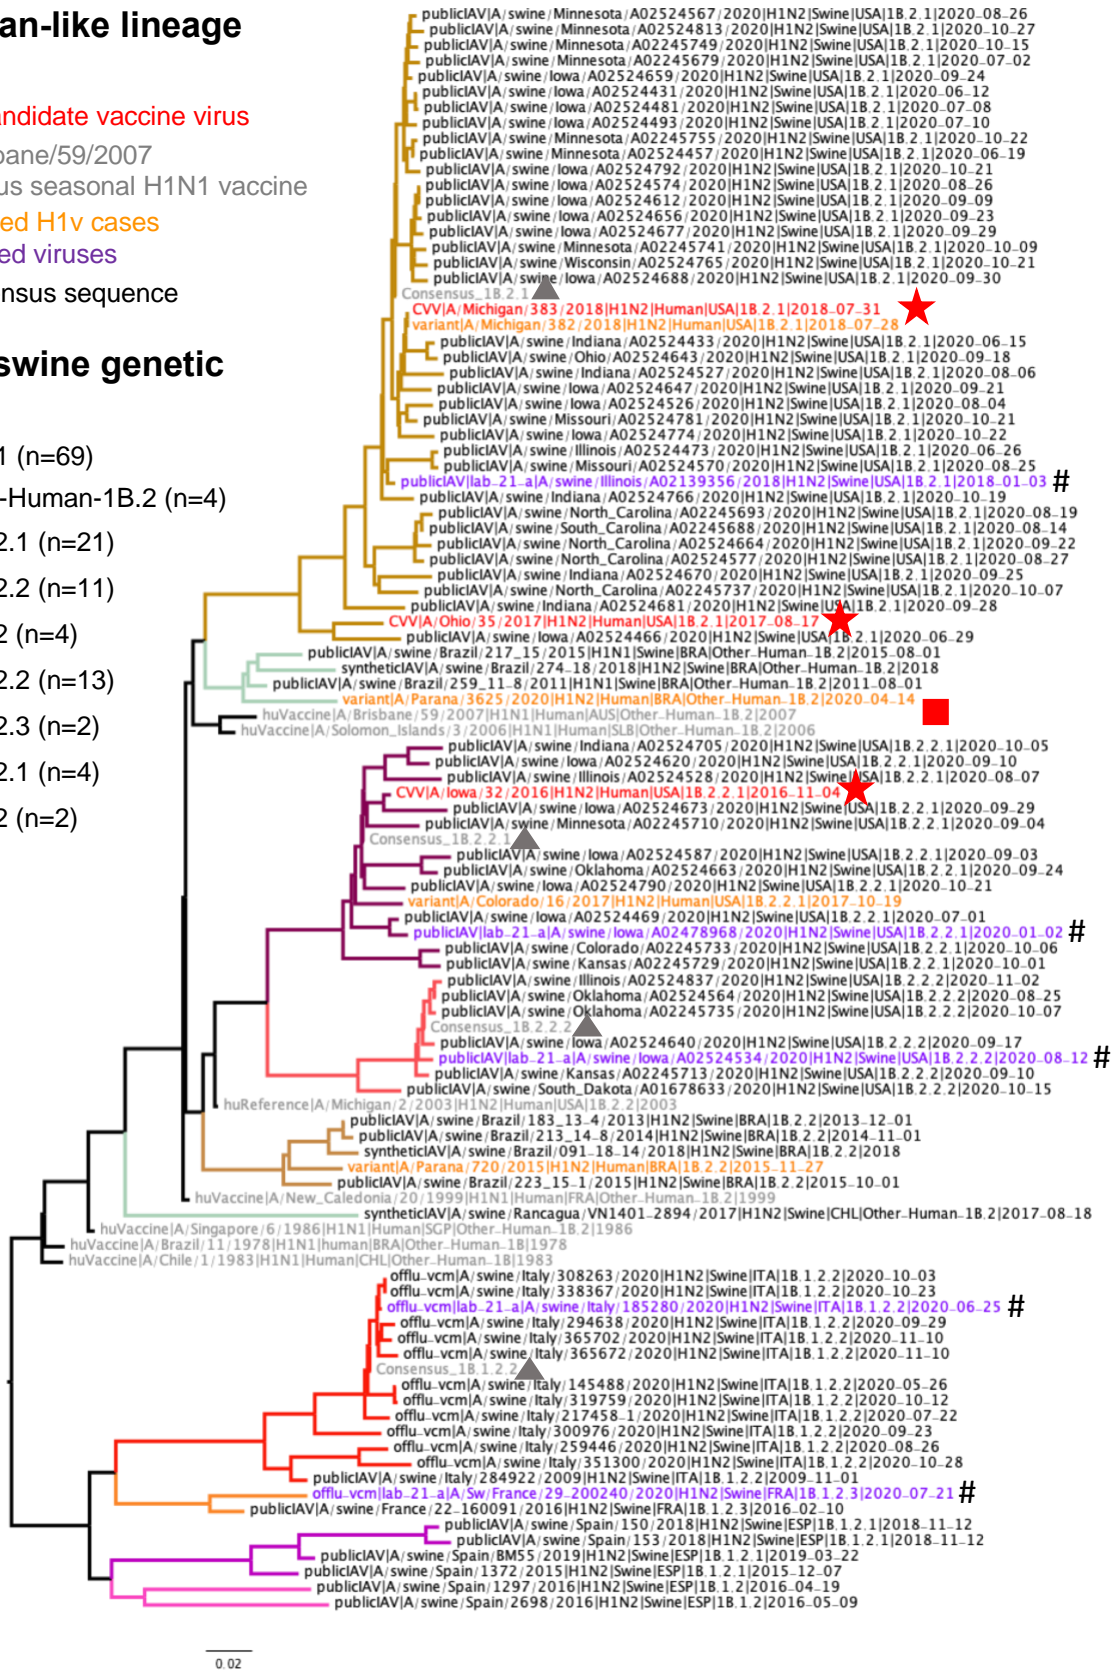 an-like lineage
andidate vaccine virus
bane/59/2007
us seasonal H1N1 vaccine
ed H1v cases
ed viruses
nsus sequence
swine genetic
1 (n=69)
-Human-1B.2 (n=4)
2.1 (n=21)
2.2 (n=11)
2 (n=4)
2.2 (n=13)
2.3 (n=2)
2.1 (n=4)
2 (n=2)
publicIAV|A/swine/Minnesota/A02524567/2020|H1N2|Swine|USA|1B.2.1|2020-08-26
publicIAV|A/swine/Minnesota/A02524813/2020|H1N2|Swine|USA|1B.2.1|2020-10-27
publicIAV|A/swine/Minnesota/A02245749/2020|H1N2|Swine|USA|1B.2.1|2020-10-15
publicIAV|A/swine/Minnesota/A02245679/2020|H1N2|Swine|USA|1B.2.1|2020-07-02
publicIAV|A/swine/Iowa/A02524659/2020|H1N2|Swine|USA|1B.2.1|2020-09-24
publicIAV|A/swine/Iowa/A02524431/2020|H1N2|Swine|USA|1B.2.1|2020-06-12
publicIAV|A/swine/Iowa/A02524481/2020|H1N2|Swine|USA|1B.2.1|2020-07-08
publicIAV|A/swine/Iowa/A02524493/2020|H1N2|Swine|USA|1B.2.1|2020-07-10
publicIAV|A/swine/Minnesota/A02245755/2020|H1N2|Swine|USA|1B.2.1|2020-10-22
publicIAV|A/swine/Minnesota/A02524457/2020|H1N2|Swine|USA|1B.2.1|2020-06-19
publicIAV|A/swine/Iowa/A02524792/2020|H1N2|Swine|USA|1B.2.1|2020-10-21
publicIAV|A/swine/Iowa/A02524574/2020|H1N2|Swine|USA|1B.2.1|2020-08-26
publicIAV|A/swine/Iowa/A02524612/2020|H1N2|Swine|USA|1B.2.1|2020-09-09
publicIAV|A/swine/Iowa/A02524656/2020|H1N2|Swine|USA|1B.2.1|2020-09-23
publicIAV|A/swine/Iowa/A02524677/2020|H1N2|Swine|USA|1B.2.1|2020-09-29
publicIAV|A/swine/Minnesota/A02245741/2020|H1N2|Swine|USA|1B.2.1|2020-10-09
publicIAV|A/swine/Wisconsin/A02524765/2020|H1N2|Swine|USA|1B.2.1|2020-10-21
publicIAV|A/swine/Iowa/A02524688/2020|H1N2|Swine|USA|1B.2.1|2020-09-30
Consensus_1B.2.1
CVV|A/Michigan/383/2018|H1N2|Human|USA|1B.2.1|2018-07-31
variant|A/Michigan/382/2018|H1N2|Human|USA|1B.2.1|2018-07-28
publicIAV|A/swine/Indiana/A02524433/2020|H1N2|Swine|USA|1B.2.1|2020-06-15
publicIAV|A/swine/Ohio/A02524643/2020|H1N2|Swine|USA|1B.2.1|2020-09-18
publicIAV|A/swine/Indiana/A02524527/2020|H1N2|Swine|USA|1B.2.1|2020-08-06
publicIAV|A/swine/Iowa/A02524647/2020|H1N2|Swine|USA|1B.2.1|2020-09-21
publicIAV|A/swine/Iowa/A02524526/2020|H1N2|Swine|USA|1B.2.1|2020-08-04
publicIAV|A/swine/Missouri/A02524781/2020|H1N2|Swine|USA|1B.2.1|2020-10-21
publicIAV|A/swine/Iowa/A02524774/2020|H1N2|Swine|USA|1B.2.1|2020-10-22
publicIAV|A/swine/Illinois/A02524473/2020|H1N2|Swine|USA|1B.2.1|2020-06-26
publicIAV|A/swine/Missouri/A02524570/2020|H1N2|Swine|USA|1B.2.1|2020-08-25
publicIAV|lab-21-a|A/swine/Illinois/A02139356/2018|H1N2|Swine|USA|1B.2.1|2018-01-03 #
publicIAV|A/swine/Indiana/A02524766/2020|H1N2|Swine|USA|1B.2.1|2020-10-19
publicIAV|A/swine/North_Carolina/A02245693/2020|H1N2|Swine|USA|1B.2.1|2020-08-19
publicIAV|A/swine/South_Carolina/A02245688/2020|H1N2|Swine|USA|1B.2.1|2020-08-14
publicIAV|A/swine/North_Carolina/A02524664/2020|H1N2|Swine|USA|1B.2.1|2020-09-22
publicIAV|A/swine/North_Carolina/A02524577/2020|H1N2|Swine|USA|1B.2.1|2020-08-27
publicIAV|A/swine/Indiana/A02524670/2020|H1N2|Swine|USA|1B.2.1|2020-09-25
publicIAV|A/swine/North_Carolina/A02245737/2020|H1N2|Swine|USA|1B.2.1|2020-10-07
publicIAV|A/swine/Indiana/A02524681/2020|H1N2|Swine|USA|1B.2.1|2020-09-28
CVV|A/Ohio/35/2017|H1N2|Human|USA|1B.2.1|2017-08-17
publicIAV|A/swine/Iowa/A02524466/2020|H1N2|Swine|USA|1B.2.1|2020-06-29
publicIAV|A/swine/Brazil/217_15/2015|H1N1|Swine|BRA|Other-Human-1B.2|2015-08-01
syntheticIAV|A/swine/Brazil/274-18/2018|H1N2|Swine|BRA|Other-Human-1B.2|2018
publicIAV|A/swine/Brazil/259_11-8/2011|H1N1|Swine|BRA|Other-Human-1B.2|2011-08-01
variant|A/Parana/3625/2020|H1N2|Human|BRA|Other-Human-1B.2|2020-04-14
huVaccine|A/Brisbane/59/2007|H1N1|Human|AUS|Other-Human-1B.2|2007
huVaccine|A/Solomon_Islands/3/2006|H1N1|Human|SLB|Other-Human-1B.2|2006
publicIAV|A/swine/Indiana/A02524705/2020|H1N2|Swine|USA|1B.2.2.1|2020-10-05
publicIAV|A/swine/Iowa/A02524620/2020|H1N2|Swine|USA|1B.2.2.1|2020-09-10
publicIAV|A/swine/Illinois/A02524528/2020|H1N2|Swine|USA|1B.2.2.1|2020-08-07
CVV|A/Iowa/32/2016|H1N2|Human|USA|1B.2.2.1|2016-11-04
publicIAV|A/swine/Iowa/A02524673/2020|H1N2|Swine|USA|1B.2.2.1|2020-09-29
publicIAV|A/swine/Minnesota/A02245710/2020|H1N2|Swine|USA|1B.2.2.1|2020-09-04
Consensus_1B.2.2.1
publicIAV|A/swine/Iowa/A02524587/2020|H1N2|Swine|USA|1B.2.2.1|2020-09-03
publicIAV|A/swine/Oklahoma/A02524663/2020|H1N2|Swine|USA|1B.2.2.1|2020-09-24
publicIAV|A/swine/Iowa/A02524790/2020|H1N2|Swine|USA|1B.2.2.1|2020-10-21
variant|A/Colorado/16/2017|H1N2|Human|USA|1B.2.2.1|2017-10-19
publicIAV|A/swine/Iowa/A02524469/2020|H1N2|Swine|USA|1B.2.2.1|2020-07-01
publicIAV|lab-21-a|A/swine/Iowa/A02478968/2020|H1N2|Swine|USA|1B.2.2.1|2020-01-02 #
publicIAV|A/swine/Colorado/A02245733/2020|H1N2|Swine|USA|1B.2.2.1|2020-10-06
publicIAV|A/swine/Kansas/A02245729/2020|H1N2|Swine|USA|1B.2.2.1|2020-10-01
publicIAV|A/swine/Illinois/A02524837/2020|H1N2|Swine|USA|1B.2.2.2|2020-11-02
publicIAV|A/swine/Oklahoma/A02524564/2020|H1N2|Swine|USA|1B.2.2.2|2020-08-25
publicIAV|A/swine/Oklahoma/A02245735/2020|H1N2|Swine|USA|1B.2.2.2|2020-10-07
Consensus_1B.2.2.2
publicIAV|A/swine/Iowa/A02524640/2020|H1N2|Swine|USA|1B.2.2.2|2020-09-17
publicIAV|lab-21-a|A/swine/Iowa/A02524534/2020|H1N2|Swine|USA|1B.2.2.2|2020-08-12 #
publicIAV|A/swine/Kansas/A02245713/2020|H1N2|Swine|USA|1B.2.2.2|2020-09-10
publicIAV|A/swine/South_Dakota/A01678633/2020|H1N2|Swine|USA|1B.2.2.2|2020-10-15
huReference|A/Michigan/2/2003|H1N2|Human|USA|1B.2.2|2003
publicIAV|A/swine/Brazil/183_13-4/2013|H1N2|Swine|BRA|1B.2.2|2013-12-01
publicIAV|A/swine/Brazil/213_14-8/2014|H1N2|Swine|BRA|1B.2.2|2014-11-01
syntheticIAV|A/swine/Brazil/091-18-14/2018|H1N2|Swine|BRA|1B.2.2|2018
variant|A/Parana/720/2015|H1N2|Human|BRA|1B.2.2|2015-11-27
publicIAV|A/swine/Brazil/223_15-1/2015|H1N2|Swine|BRA|1B.2.2|2015-10-01
huVaccine|A/New_Caledonia/20/1999|H1N1|Human|FRA|Other-Human-1B.2|1999
syntheticIAV|A/swine/Rancagua/VN1401-2894/2017|H1N2|Swine|CHL|Other-Human-1B.2|2017-08-18
huVaccine|A/Singapore/6/1986|H1N1|Human|SGP|Other-Human-1B.2|1986
huVaccine|A/Brazil/11/1978|H1N1|human|BRA|Other-Human-1B|1978
huVaccine|A/Chile/1/1983|H1N1|Human|CHL|Other-Human-1B|1983
offlu-vcm|A/swine/Italy/308263/2020|H1N2|Swine|ITA|1B.1.2.2|2020-10-03
offlu-vcm|A/swine/Italy/338367/2020|H1N2|Swine|ITA|1B.1.2.2|2020-10-23
offlu-vcm|lab-21-a|A/swine/Italy/185280/2020|H1N2|Swine|ITA|1B.1.2.2|2020-06-25 #
offlu-vcm|A/swine/Italy/294638/2020|H1N2|Swine|ITA|1B.1.2.2|2020-09-29
offlu-vcm|A/swine/Italy/365702/2020|H1N2|Swine|ITA|1B.1.2.2|2020-11-10
offlu-vcm|A/swine/Italy/365672/2020|H1N2|Swine|ITA|1B.1.2.2|2020-11-10
Consensus_1B.1.2.2
offlu-vcm|A/swine/Italy/145488/2020|H1N2|Swine|ITA|1B.1.2.2|2020-05-26
offlu-vcm|A/swine/Italy/319759/2020|H1N2|Swine|ITA|1B.1.2.2|2020-10-12
offlu-vcm|A/swine/Italy/217458-1/2020|H1N2|Swine|ITA|1B.1.2.2|2020-07-22
offlu-vcm|A/swine/Italy/300976/2020|H1N2|Swine|ITA|1B.1.2.2|2020-09-23
offlu-vcm|A/swine/Italy/259446/2020|H1N2|Swine|ITA|1B.1.2.2|2020-08-26
offlu-vcm|A/swine/Italy/351300/2020|H1N2|Swine|ITA|1B.1.2.2|2020-10-28
publicIAV|A/swine/Italy/284922/2009|H1N2|Swine|ITA|1B.1.2.2|2009-11-01
offlu-vcm|lab-21-a|A/Sw/France/29-200240/2020|H1N2|Swine|FRA|1B.1.2.3|2020-07-21 #
publicIAV|A/swine/France/22-160091/2016|H1N2|Swine|FRA|1B.1.2.3|2016-02-10
publicIAV|A/swine/Spain/150/2018|H1N2|Swine|ESP|1B.1.2.1|2018-11-12
publicIAV|A/swine/Spain/153/2018|H1N2|Swine|ESP|1B.1.2.1|2018-11-12
publicIAV|A/swine/Spain/BM55/2019|H1N2|Swine|ESP|1B.1.2.1|2019-03-22
publicIAV|A/swine/Spain/1372/2015|H1N2|Swine|ESP|1B.1.2.1|2015-12-07
publicIAV|A/swine/Spain/1297/2016|H1N2|Swine|ESP|1B.1.2|2016-04-19
publicIAV|A/swine/Spain/2698/2016|H1N2|Swine|ESP|1B.1.2|2016-05-09
0.02